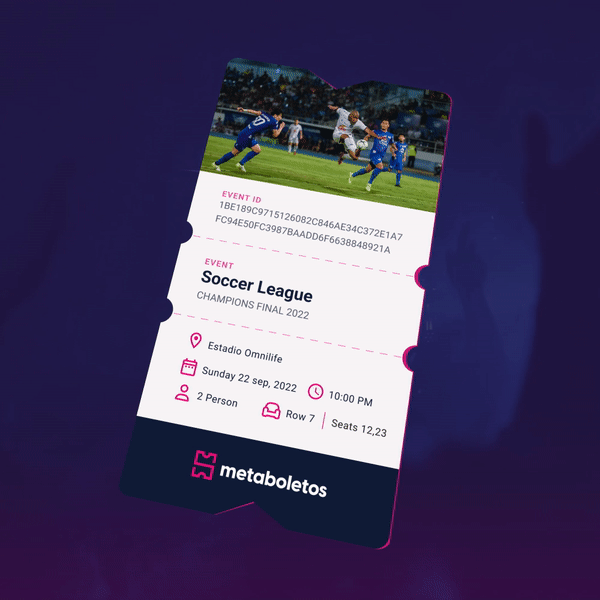 EVENT ID
1BE189C9715126082C846AE34C372E1A7
FC94E50FC3987BAADD6F6638848921A
EVENT
Soccer League
CHAMPIONS FINAL 2022
Estadio Omnilife
Sunday 22 sep, 2022
10:00 PM
2 Person
Row 7
Seats 12,23
metaboletos